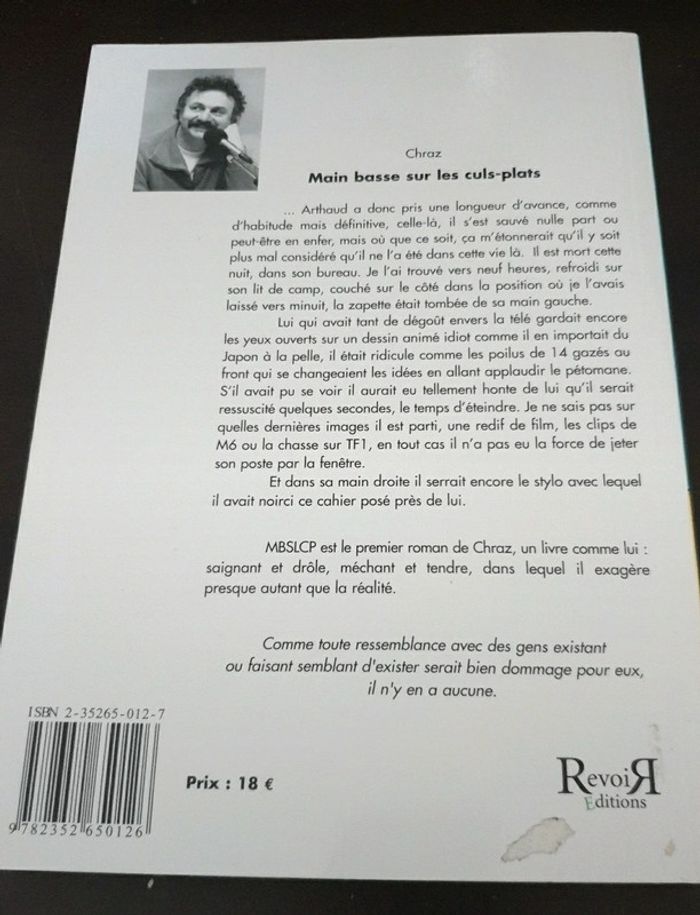 Chraz
Main basse sur les culs-plats
... Arthaud a donc pris une longueur d'avance, comme
d'habitude mais définitive, celle-là, il s'est sauvé nulle part ou
peut-être en enfer, mais où que ce soit, ça m'étonnerait qu'il y soit
plus mal considéré qu'il ne l'a été dans cette vie là. Il est mort cette
nuit, dans son bureau. Je l'ai trouvé vers neuf heures, refroidi sur
son lit de camp, couché sur le côté dans la position où je l'avais
laissé vers minuit, la zapette était tombée de sa main gauche.
Lui qui avait tant de dégoût envers la télé gardait encore
les yeux ouverts sur un dessin animé idiot comme il en importait du
Japon à la pelle, il était ridicule comme les poilus de 14 gazés au
front qui se changeaient les idées en allant applaudir le pétomane.
S'il avait pu se voir il aurait eu tellement honte de lui qu'il serait
ressuscité quelques secondes, le temps d'éteindre. Je ne sais pas sur
quelles dernières images il est parti, une redif de film, les clips de
M6 ou la chasse sur TF1, en tout cas il n'a pas eu la force de jeter
son poste par la fenêtre.
Et dans sa main droite il serrait encore le stylo avec lequel
il avait noirci ce cahier posé près de lui.
MBSLCP est le premier roman de Chraz, un livre comme lui :
saignant et drôle, méchant et tendre, dans lequel il exagère
presque autant que la réalité.
Comme toute ressemblance avec des gens existant
ou faisant semblant d'exister serait bien dommage pour eux,
il n'y en a aucune.
ISBN 2-35265-012-7
9 782352 650126
Prix : 18 €
RevoiR
Editions